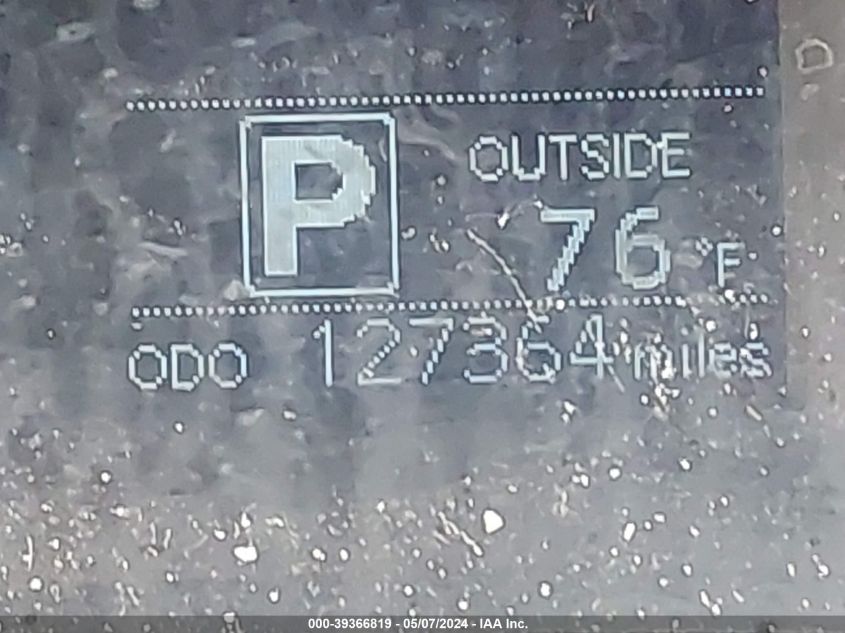 P
OUTSIDE
76 °F
ODO 127364 miles
000-39366819 - 05/07/2024 - IAA Inc.